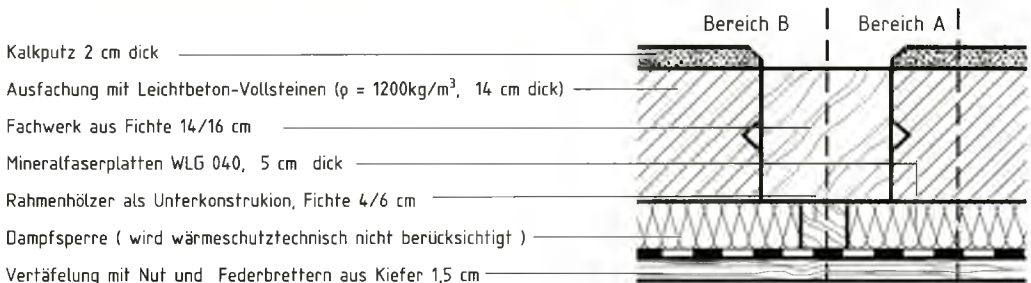 Bereich B Bereich A
Kalkputz 2 cm dick
Ausfachung mit Leichtbeton-Vollsteinen (ρ = 1200kg/m³, 14 cm dick)
Fachwerk aus Fichte 14/16 cm
Mineralfaserplatten WLG 040, 5 cm dick
Rahmenhölzer als Unterkonstrukion, Fichte 4/6 cm
Dampfsperre ( wird wärmeschutztechnisch nicht berücksichtigt )
Vertäfelung mit Nut und Federbrettern aus Kiefer 1,5 cm